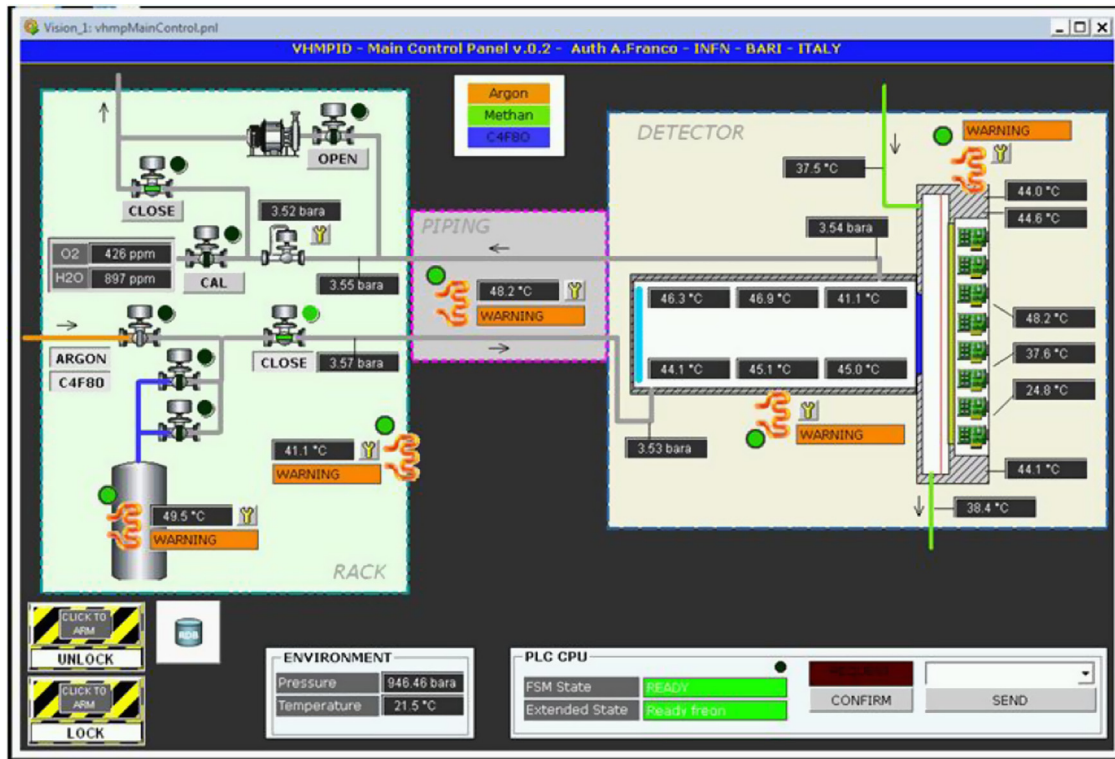 Vision_1: vhmpMainControl.pnl
VHMPID - Main Control Panel v.0.2 - Auth A.Franco - INFN - BARI - ITALY
Argon
Methan
C4F8O
OPEN
CLOSE
3.52 bara
O2 426 ppm
H2O 897 ppm
CAL
3.55 bara
ARGON
C4F8O
CLOSE
3.57 bara
41.1 °C
WARNING
49.5 °C
WARNING
RACK
PIPING
48.2 °C
WARNING
DETECTOR
WARNING
37.5 °C
44.0 °C
44.6 °C
3.54 bara
46.3 °C 46.9 °C 41.1 °C
44.1 °C 45.1 °C 45.0 °C
48.2 °C
37.6 °C
24.8 °C
WARNING
3.53 bara
44.1 °C
38.4 °C
CLICK TO
ARM
UNLOCK
RDB
CLICK TO
ARM
LOCK
ENVIRONMENT
Pressure 946.46 bara
Temperature 21.5 °C
PLC CPU
FSM State READY
Extended State Ready freon
CONFIRM
SEND